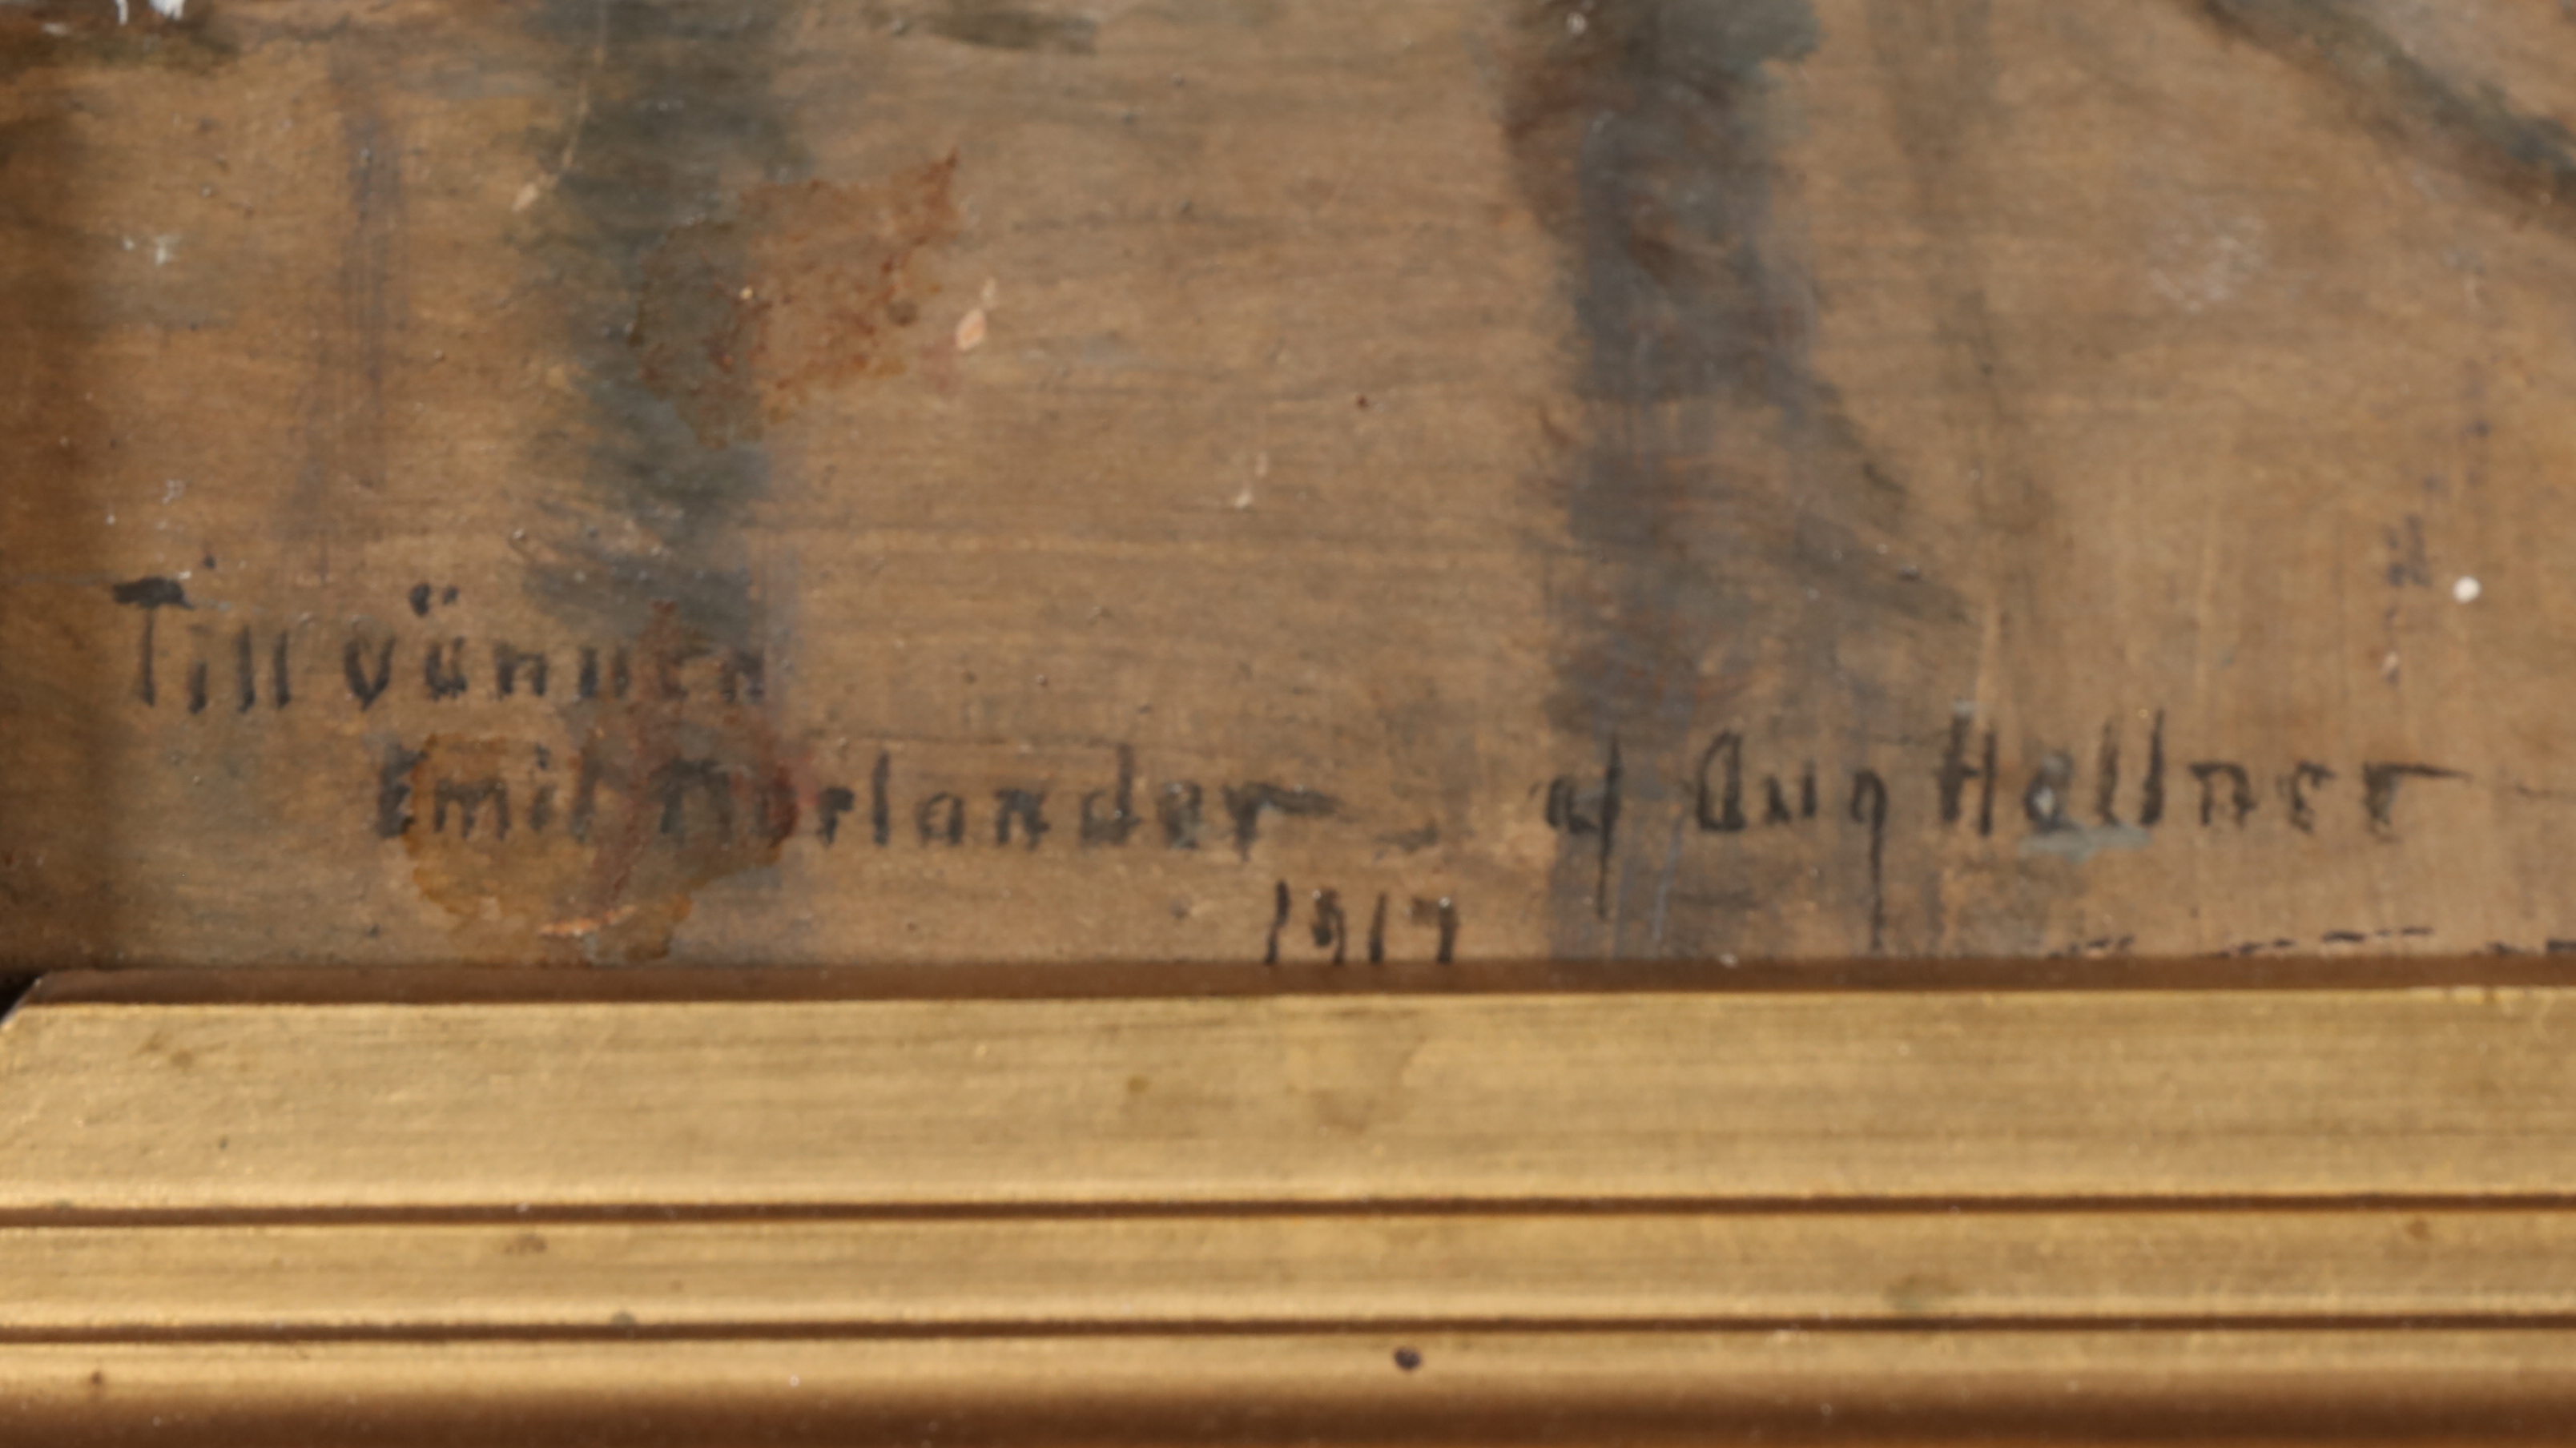 Till vännen
Emil Norlander _ af Aug Hallner
1917